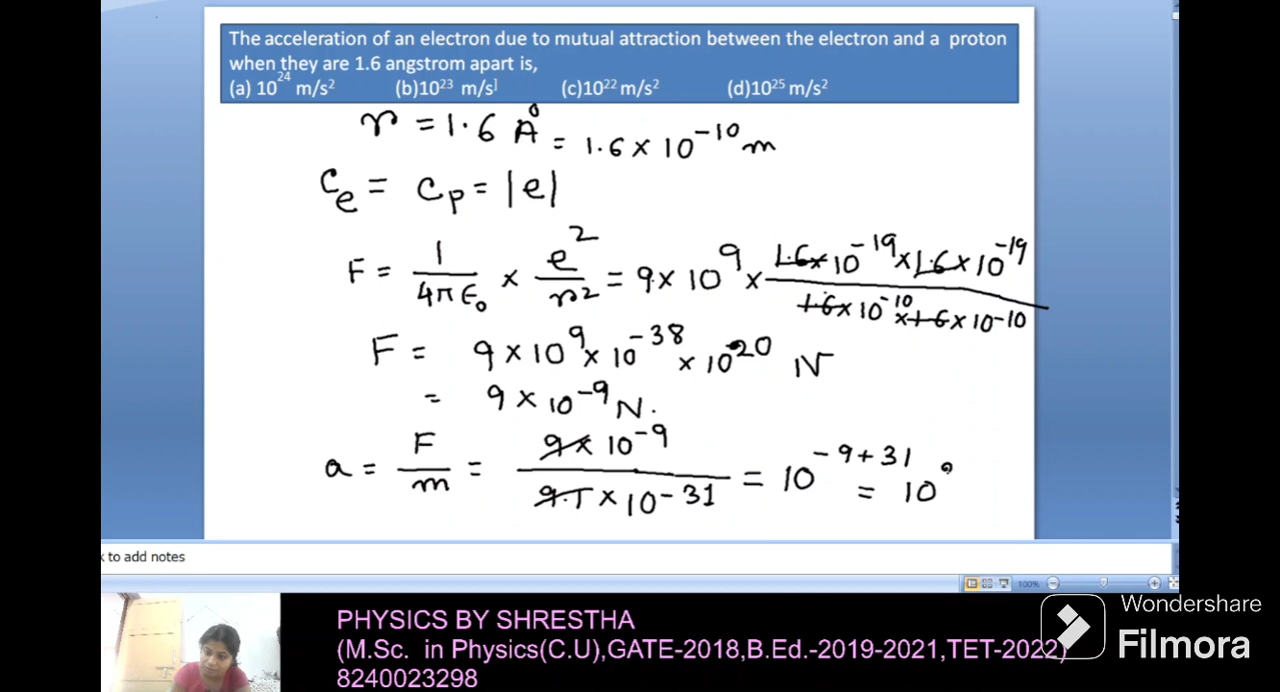 The acceleration of an electron due to mutual attraction between the electron and a proton
when they are 1.6 angstrom apart is,
(a) 10²⁴ m/s² (b)10²³ m/s] (c)10²² m/s² (d)10²⁵ m/s²
r = 1.6 A⁰ = 1.6 × 10⁻¹⁰ m
Cₑ = Cₚ = |e|
F = 1/4πϵ₀ × e²/r² = 9 × 10⁹ × 1.6 × 10⁻¹⁹ × 1.6 × 10⁻¹⁹ / 1.6 × 10⁻¹⁰ × 1.6 × 10⁻¹⁰
F = 9 × 10⁹ × 10⁻³⁸ × 10²⁰ N
= 9 × 10⁻⁹ N.
a = F/m = 9 × 10⁻⁹ / 9.1 × 10⁻³¹ = 10⁻⁹⁺³¹
= 10
k to add notes
100%
PHYSICS BY SHRESTHA
(M.Sc. in Physics(C.U),GATE-2018,B.Ed.-2019-2021,TET-2022)
8240023298
Wondershare
Filmora